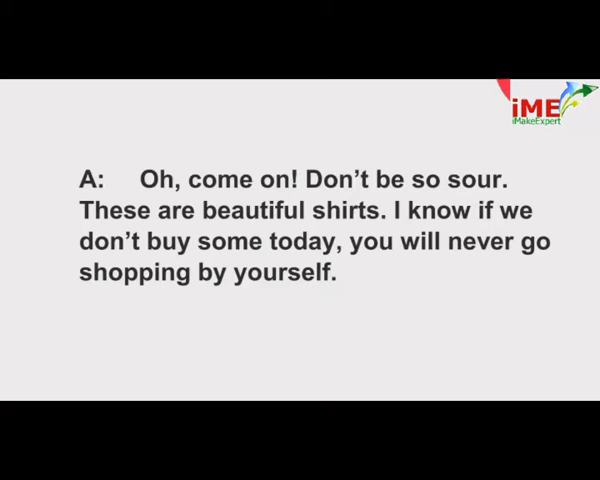 iME
iMakeExpert
A: Oh, come on! Don’t be so sour.
These are beautiful shirts. I know if we
don’t buy some today, you will never go
shopping by yourself.